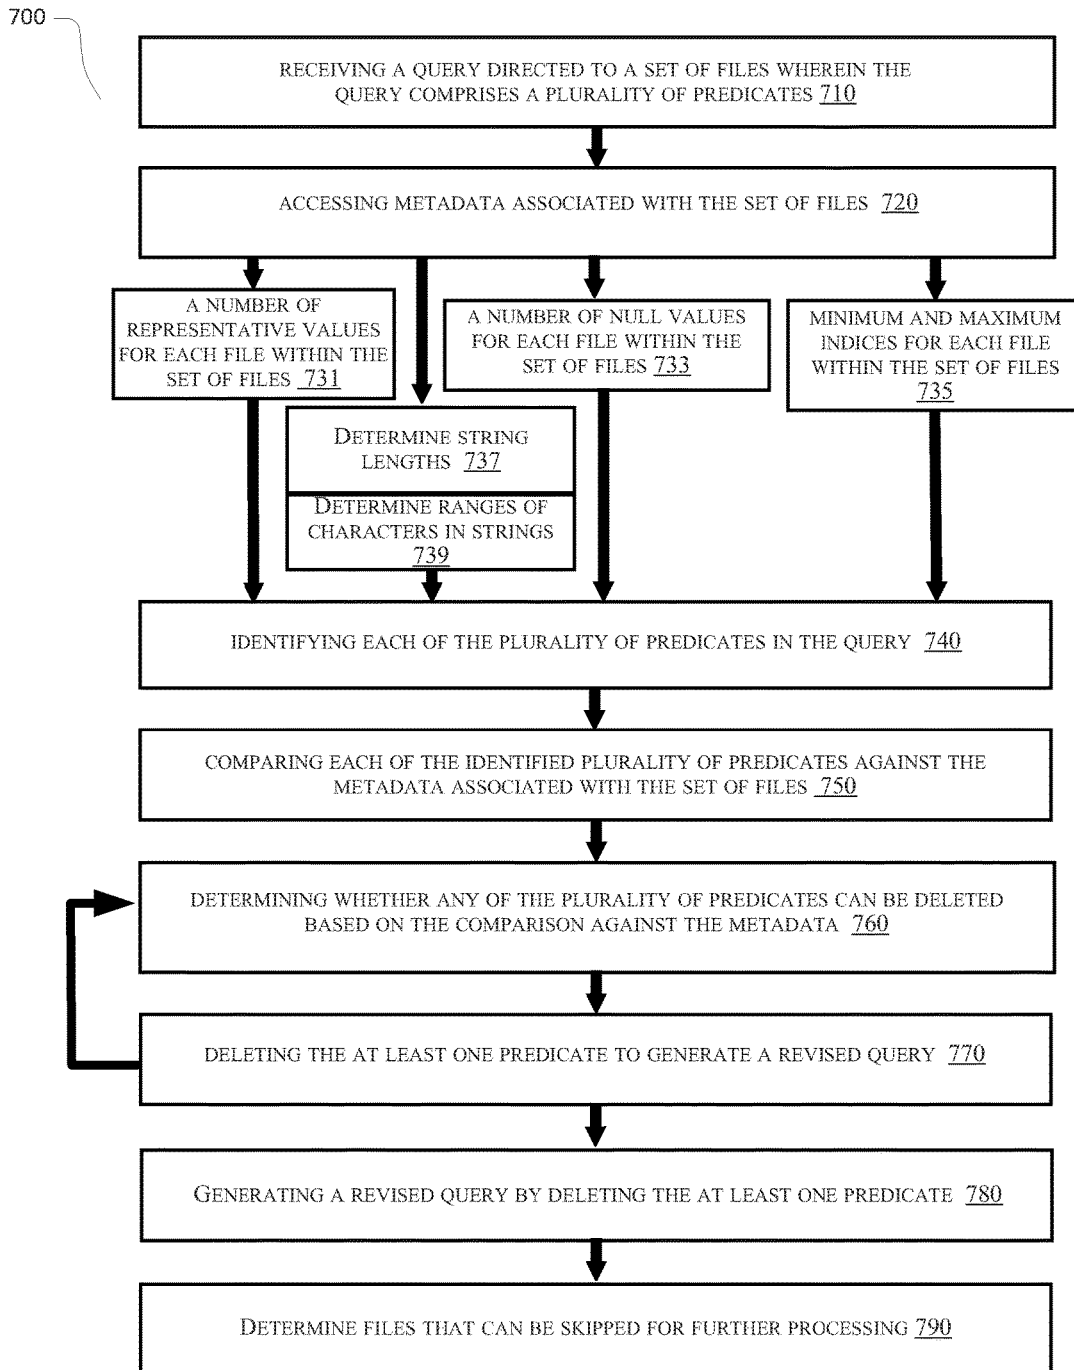 700
RECEIVING A QUERY DIRECTED TO A SET OF FILES WHEREIN THE
QUERY COMPRISES A PLURALITY OF PREDICATES 710
ACCESSING METADATA ASSOCIATED WITH THE SET OF FILES 720
A NUMBER OF
REPRESENTATIVE VALUES
FOR EACH FILE WITHIN THE
SET OF FILES 731
A NUMBER OF NULL VALUES
FOR EACH FILE WITHIN THE
SET OF FILES 733
MINIMUM AND MAXIMUM
INDICES FOR EACH FILE
WITHIN THE SET OF FILES
735
DETERMINE STRING
LENGTHS 737
DETERMINE RANGES OF
CHARACTERS IN STRINGS
739
IDENTIFYING EACH OF THE PLURALITY OF PREDICATES IN THE QUERY 740
COMPARING EACH OF THE IDENTIFIED PLURALITY OF PREDICATES AGAINST THE
METADATA ASSOCIATED WITH THE SET OF FILES 750
DETERMINING WHETHER ANY OF THE PLURALITY OF PREDICATES CAN BE DELETED
BASED ON THE COMPARISON AGAINST THE METADATA 760
DELETING THE AT LEAST ONE PREDICATE TO GENERATE A REVISED QUERY 770
GENERATING A REVISED QUERY BY DELETING THE AT LEAST ONE PREDICATE 780
DETERMINE FILES THAT CAN BE SKIPPED FOR FURTHER PROCESSING 790